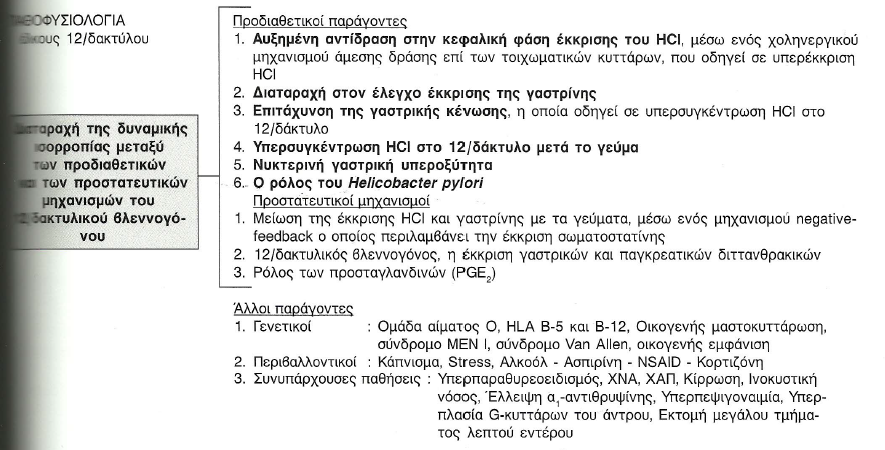 ΠΑΘΟΦΥΣΙΟΛΟΓΙΑ
έλκους 12/δακτύλου
Διαταραχή της δυναμικής
ισορροπίας μεταξύ
των προδιαθετικών
και των προστατευτικών
μηχανισμών του
12/δακτυλικού βλεννογό-
νου
Προδιαθετικοί παράγοντες
1. Αυξημένη αντίδραση στην κεφαλική φάση έκκρισης του HCl, μέσω ενός χοληνεργικού
μηχανισμού άμεσης δράσης επί των τοιχωματικών κυττάρων, που οδηγεί σε υπερέκκριση
HCl
2. Διαταραχή στον έλεγχο έκκρισης της γαστρίνης
3. Επιτάχυνση της γαστρικής κένωσης, η οποία οδηγεί σε υπερσυγκέντρωση HCl στο
12/δάκτυλο
4. Υπερσυγκέντρωση HCl στο 12/δάκτυλο μετά το γεύμα
5. Νυκτερινή γαστρική υπεροξύτητα
6. Ο ρόλος του Helicobacter pylori
Προστατευτικοί μηχανισμοί
1. Μείωση της έκκρισης HCl και γαστρίνης με τα γεύματα, μέσω ενός μηχανισμού negative-
feedback ο οποίος περιλαμβάνει την έκκριση σωματοστατίνης
2. 12/δακτυλικός βλεννογόνος, η έκκριση γαστρικών και παγκρεατικών διττανθρακικών
3. Ρόλος των προσταγλανδινών (PGE₂)
Άλλοι παράγοντες
1. Γενετικοί : Ομάδα αίματος Ο, HLA B-5 και B-12, Οικογενής μαστοκυττάρωση,
σύνδρομο MEN I, σύνδρομο Van Allen, οικογενής εμφάνιση
2. Περιβαλλοντικοί : Κάπνισμα, Stress, Αλκοόλ - Ασπιρίνη - NSAID - Κορτιζόνη
3. Συνυπάρχουσες παθήσεις : Υπερπαραθυρεοειδισμός, ΧΝΑ, ΧΑΠ, Κίρρωση, Ινοκυστική
νόσος, Έλλειψη α₁-αντιθρυψίνης, Υπερπεψιγοναιμία, Υπερ-
πλασία G-κυττάρων του άντρου, Εκτομή μεγάλου τμήμα-
τος λεπτού εντέρου